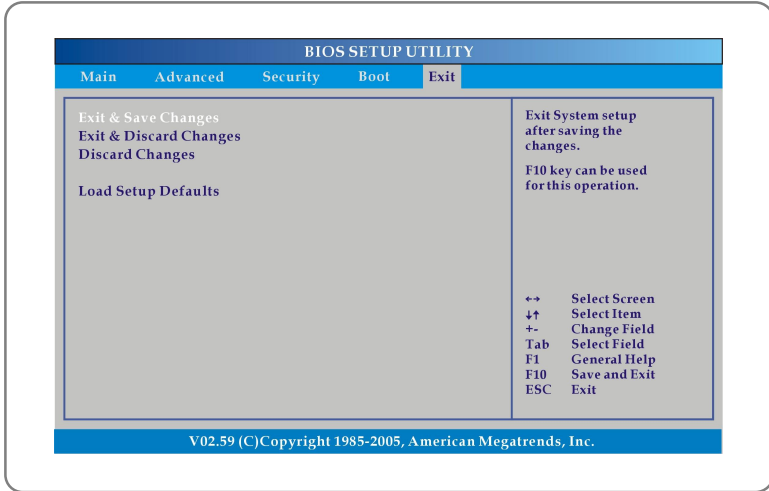 BIOS SETUP UTILITY
Main Advanced Security Boot Exit
Exit & Save Changes
Exit & Discard Changes
Discard Changes
Load Setup Defaults
Exit System setup
after saving the
changes.
F10 key can be used
for this operation.
←→ Select Screen
↓↑ Select Item
+- Change Field
Tab Select Field
F1 General Help
F10 Save and Exit
ESC Exit
V02.59 (C)Copyright 1985-2005, American Megatrends, Inc.